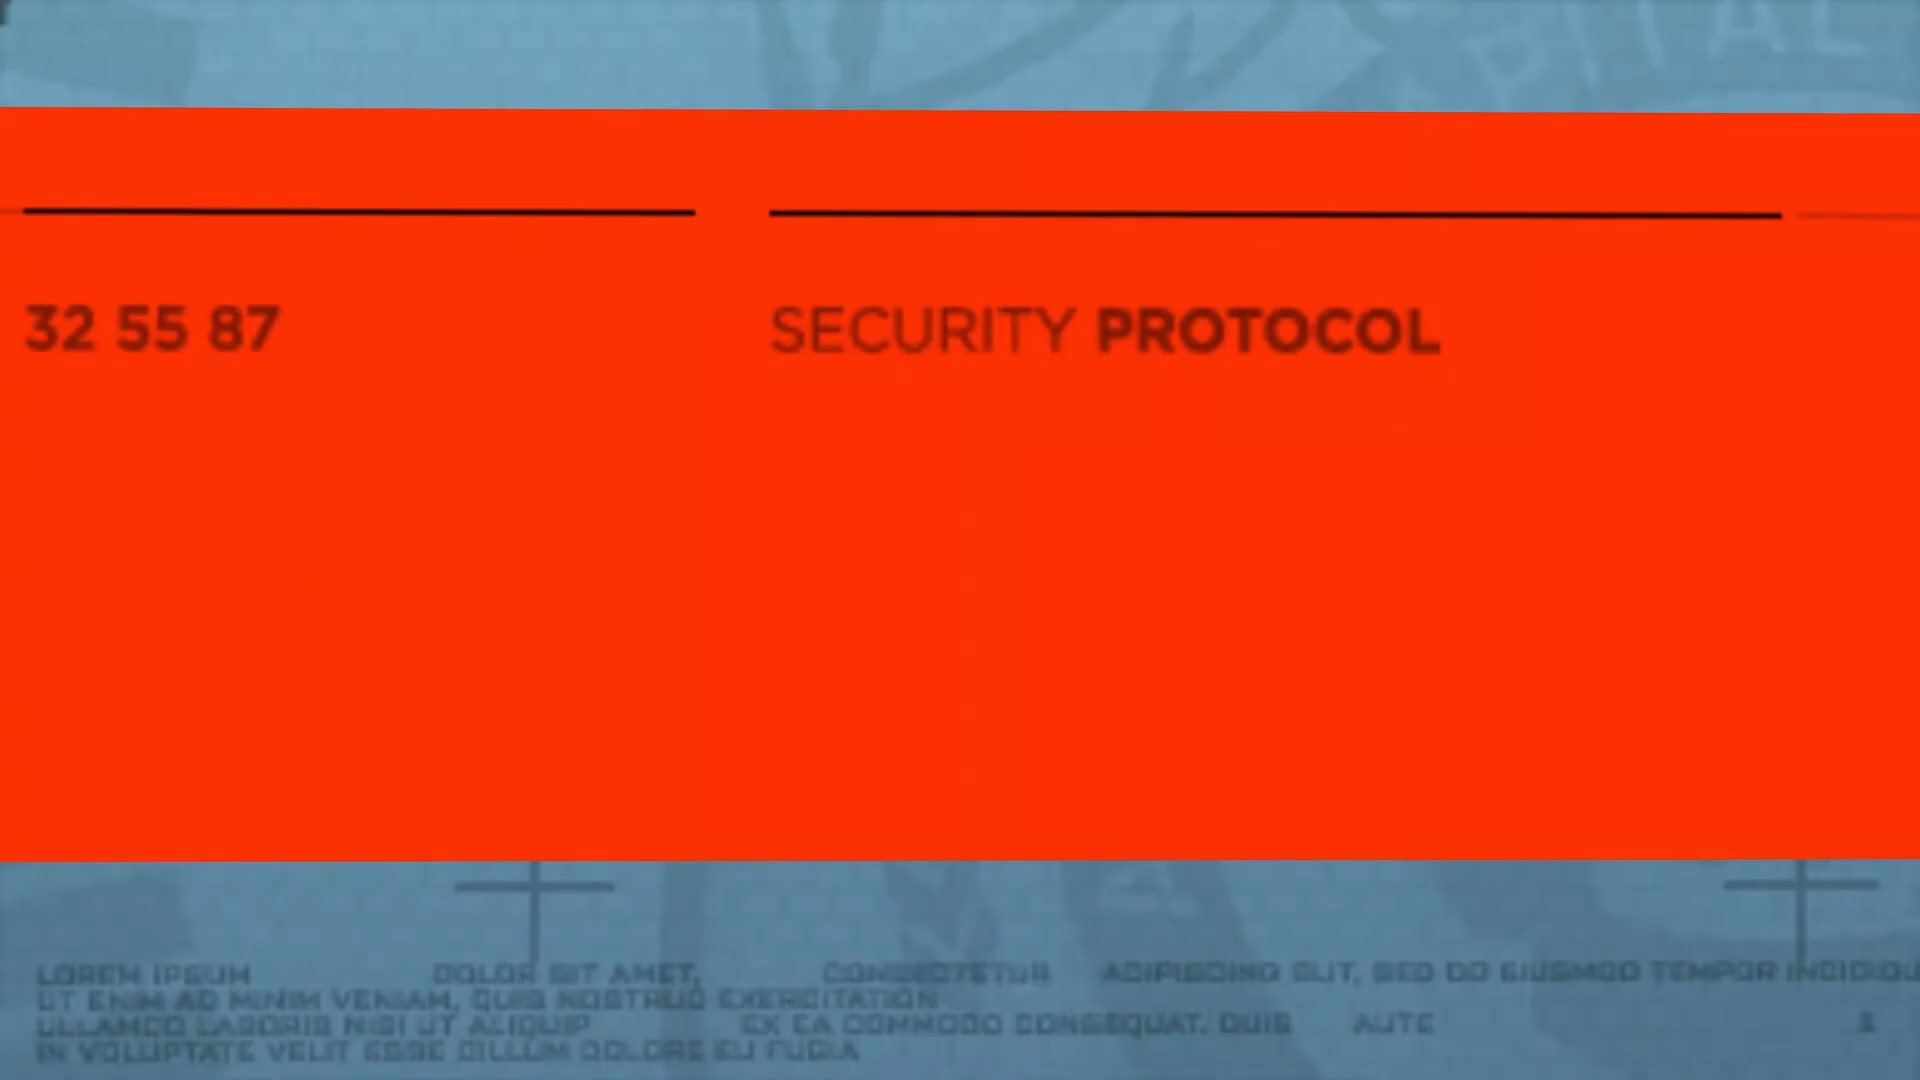 PITAL
32 55 87
SECURITY PROTOCOL
LOREM IPSUM DOLOR SIT AMET, CONSECTETUR ADIPISCING ELIT, SED DO EIUSMOD TEMPOR INCIDIDU
UT ENIM AD MINIM VENIAM, QUIS NOSTRUD EXERCITATION
ULLAMCO LABORIS NISI UT ALIQUIP EX EA COMMODO CONSEQUAT. DUIS AUTE
IN VOLUPTATE VELIT ESSE CILLUM DOLORE EU FUGIA